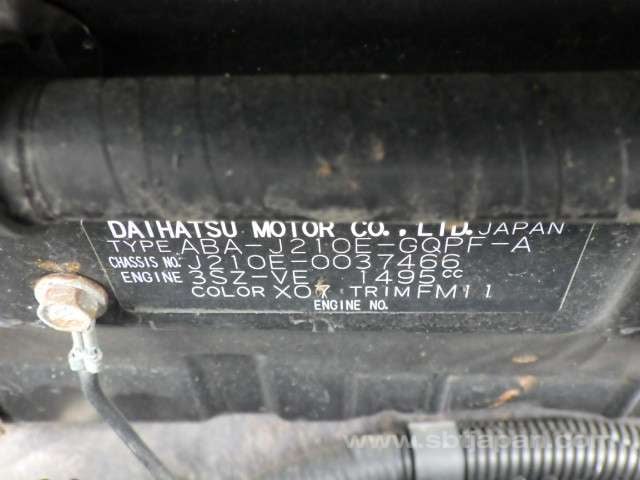 DAIHATSU MOTOR CO., LTD. JAPAN
TYPE ABA-J210E-GQPF-A
CHASSIS NO. J210E-0037466
ENGINE 3SZ-VE 1495cc
COLOR X07 TRIM FM11
ENGINE NO.
www.sbtjapan.com